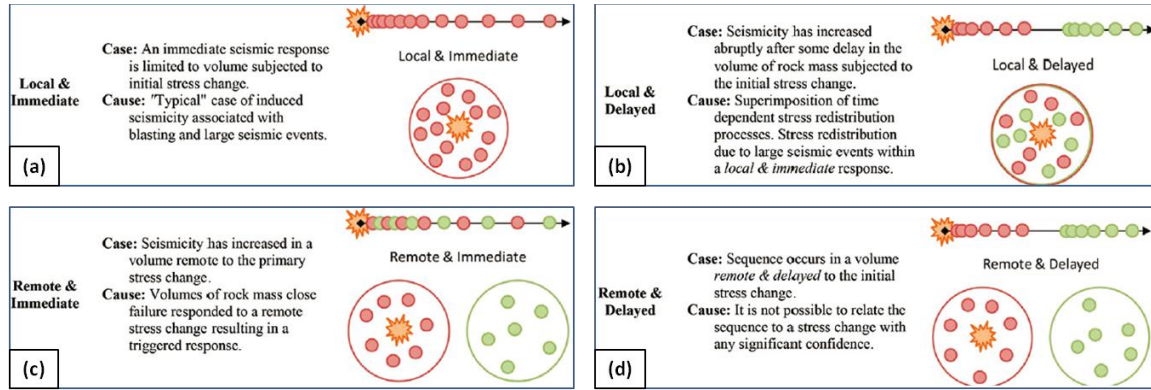 Local &
Immediate
Case: An immediate seismic response
is limited to volume subjected to
initial stress change.
Cause: "Typical" case of induced
seismicity associated with
blasting and large seismic events.
Local & Immediate
(a)
Local &
Delayed
Case: Seismicity has increased
abruptly after some delay in the
volume of rock mass subjected to
the initial stress change.
Cause: Superimposition of time
dependent stress redistribution
processes. Stress redistribution
due to large seismic events within
a local & immediate response.
Local & Delayed
(b)
Remote &
Immediate
Case: Seismicity has increased in a
volume remote to the primary
stress change.
Cause: Volumes of rock mass close
failure responded to a remote
stress change resulting in a
triggered response.
Remote & Immediate
(c)
Remote &
Delayed
Case: Sequence occurs in a volume
remote & delayed to the initial
stress change.
Cause: It is not possible to relate the
sequence to a stress change with
any significant confidence.
Remote & Delayed
(d)